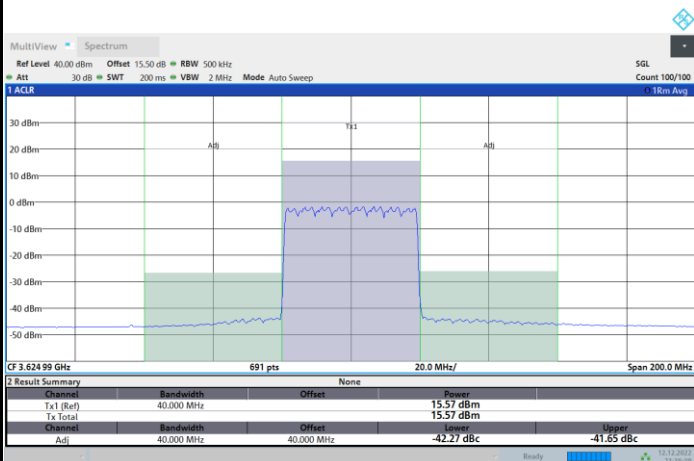 MultiView Spectrum
Ref Level 40.00 dBm Offset 15.50 dB RBW 500 kHz SGL
Att 30 dB SWT 200 ms VBW 2 MHz Mode Auto Sweep Count 100/100
1 ACLR 1Rm Avg
30 dBm
Tx1
20 dBm
Adj Adj
10 dBm
0 dBm
-10 dBm
-20 dBm
-30 dBm
-40 dBm
-50 dBm
CF 3.624 99 GHz 691 pts 20.0 MHz/ Span 200.0 MHz
2 Result Summary None
Channel Bandwidth Offset Power
Tx1 (Ref) 40.000 MHz 15.57 dBm
Tx Total 15.57 dBm
Channel Bandwidth Offset Lower Upper
Adj 40.000 MHz 40.000 MHz -42.27 dBc -41.65 dBc
Ready 12.12.2022